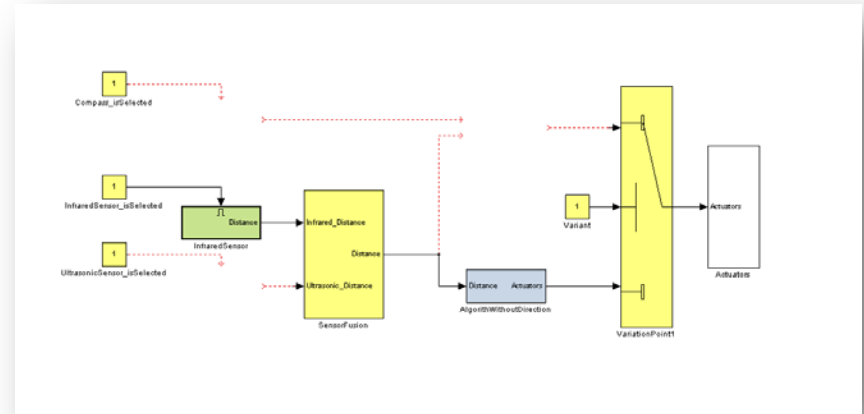 1
Compass_isSelected
1
InfraredSensor_isSelected
Distance
InfraredSensor
1
UltrasonicSensor_isSelected
Infrared_Distance
Distance
Ultrasonic_Distance
SensorFusion
Distance Actuators
AlgorithWithoutDirection
1
Variant
VariationPoint1
Actuators
Actuators